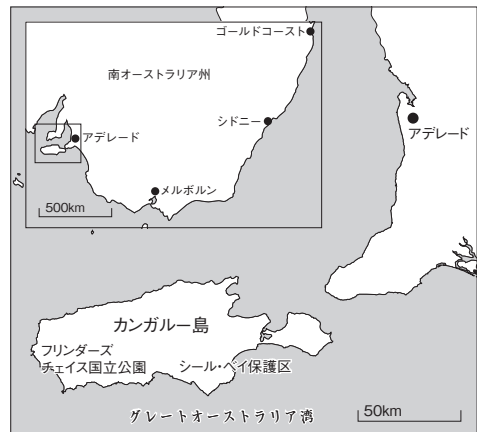 ゴールドコースト
南オーストラリア州
シドニー
アデレード
アデレード
メルボルン
500km
カンガルー島
フリンダーズ
チェイス国立公園
シール・ベイ保護区
グレートオーストラリア湾
50km